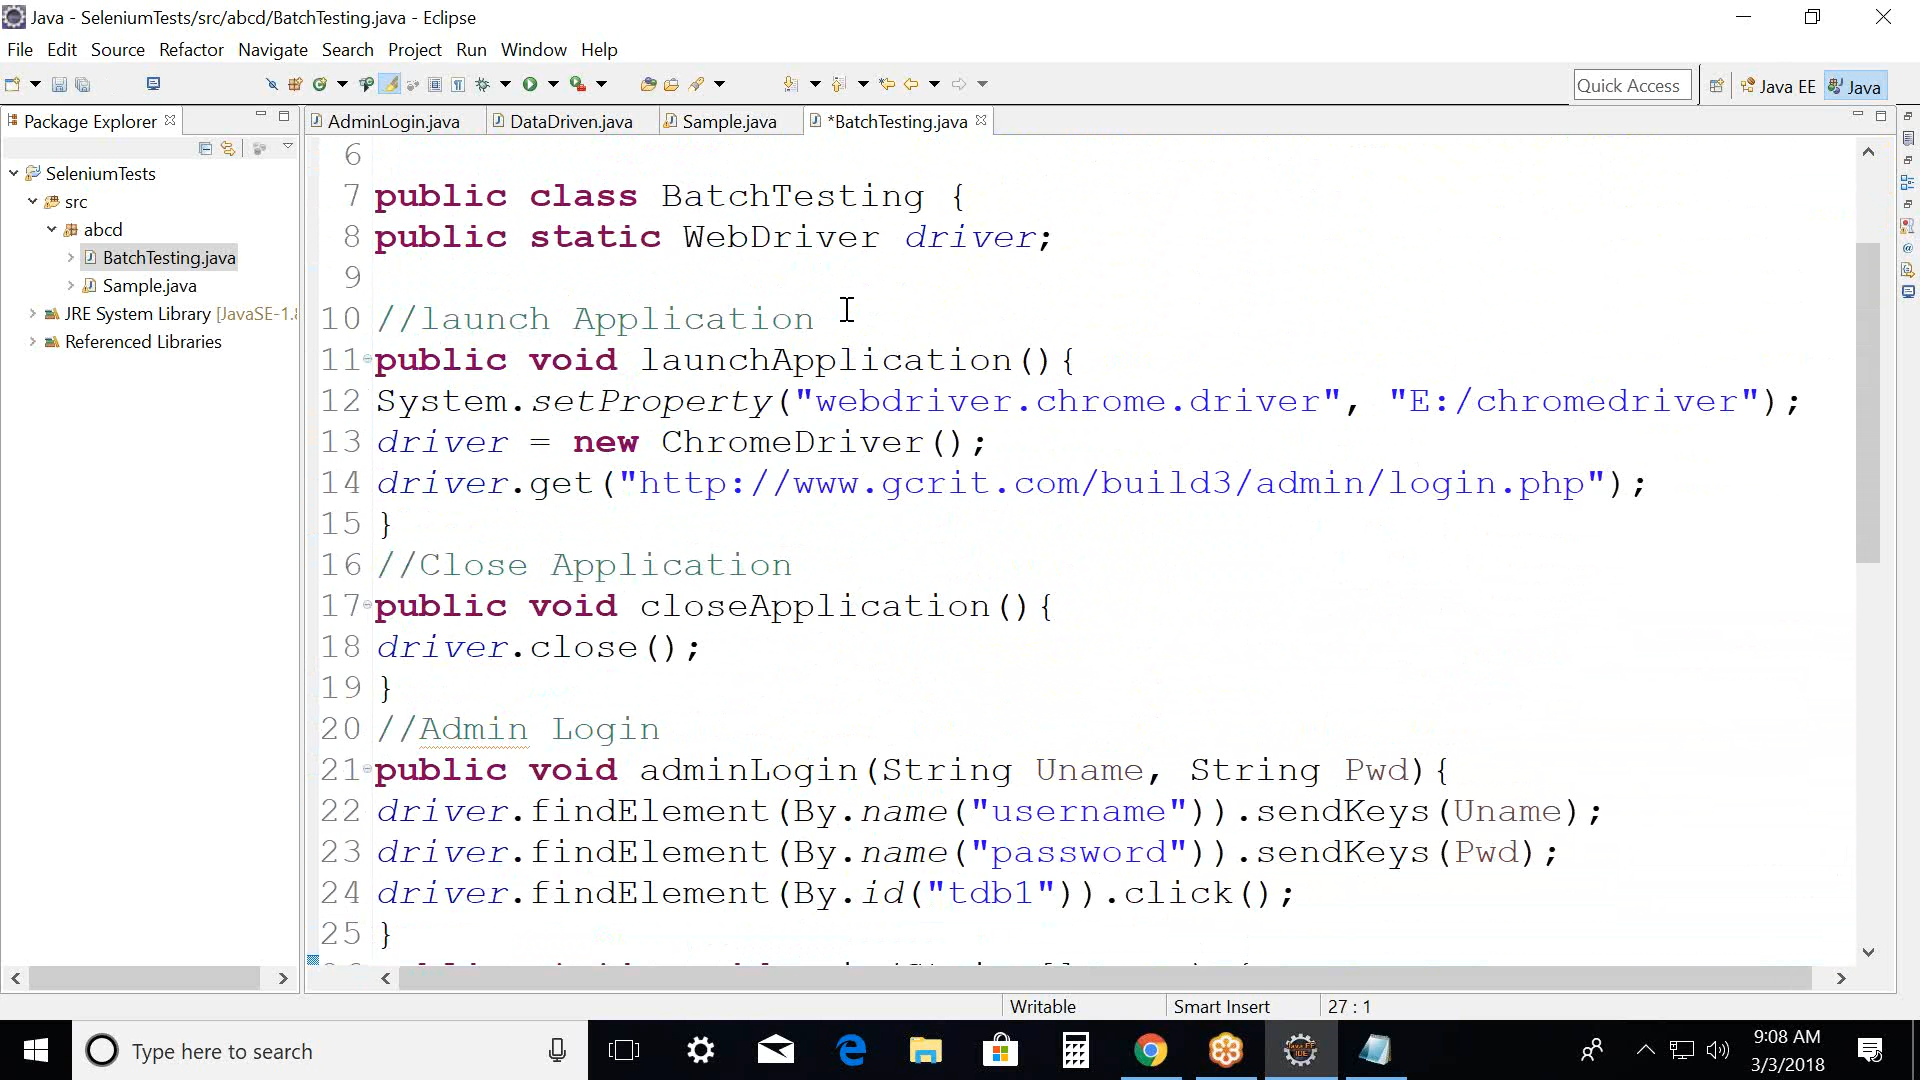 Java - SeleniumTests/src/abcd/BatchTesting.java - Eclipse
File Edit Source Refactor Navigate Search Project Run Window Help
Quick Access Java EE Java
Package Explorer
AdminLogin.java DataDriven.java Sample.java *BatchTesting.java
SeleniumTests
src
abcd
BatchTesting.java
Sample.java
JRE System Library [JavaSE-1.8
Referenced Libraries
6
7 public class BatchTesting {
8 public static WebDriver driver;
9
10 //launch Application
11 public void launchApplication(){
12 System.setProperty("webdriver.chrome.driver", "E:/chromedriver");
13 driver = new ChromeDriver();
14 driver.get("http://www.gcrit.com/build3/admin/login.php");
15 }
16 //Close Application
17 public void closeApplication(){
18 driver.close();
19 }
20 //Admin Login
21 public void adminLogin(String Uname, String Pwd){
22 driver.findElement(By.name("username")).sendKeys(Uname);
23 driver.findElement(By.name("password")).sendKeys(Pwd);
24 driver.findElement(By.id("tdb1")).click();
25 }
Writable Smart Insert 27 : 1
Type here to search
9:08 AM
3/3/2018